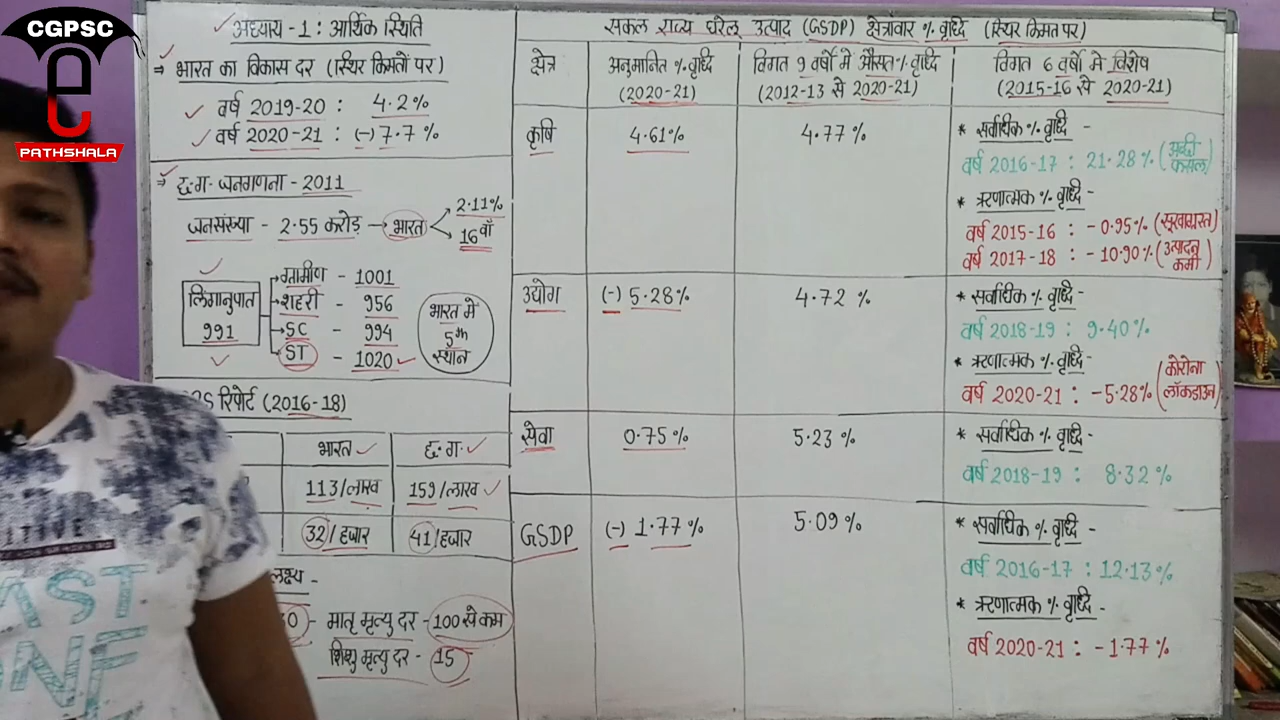 CGPSC
PATHSHALA
अध्याय - 1 : आर्थिक स्थिति
⇒ भारत का विकास दर (स्थिर किमतों पर)
वर्ष 2019-20 : 4.2%
वर्ष 2020-21 : (-) 7.7%
⇒ छ.ग. जनगणना - 2011
जनसंख्या - 2.55 करोड़ → भारत
2.11%
16वाँ
लिंगानुपात
991
ग्रामीण - 1001
शहरी - 956
SC - 994
ST - 1020
भारत में
5th
स्थान
रिपोर्ट (2016-18)
भारत छ.ग.
113/लाख 159/लाख
32/हजार 41/हजार
लक्ष्य -
मातृ मृत्यु दर - 100 से कम
शिशु मृत्यु दर - 15
सकल राज्य घरेलू उत्पाद (GSDP) क्षेत्रवार % वृध्दि (स्थिर किमत पर)
क्षेत्र
अनुमानित % वृध्दि
(2020-21)
विगत 9 वर्षो मे औसत % वृध्दि
(2012-13 से 2020-21)
विगत 6 वर्षो मे विशेष
(2015-16 से 2020-21)
कृषि 4.61% 4.77%
* सर्वाधिक % वृध्दि -
वर्ष 2016-17 : 21.28% (अच्छी फसल)
* ऋणात्मक % वृध्दि -
वर्ष 2015-16 : - 0.95% (सूखाग्रस्त)
वर्ष 2017-18 : - 10.90% (उत्पादन कमी)
उद्योग (-) 5.28% 4.72 %
* सर्वाधिक % वृध्दि -
वर्ष 2018-19 : 9.40%
* ऋणात्मक % वृध्दि -
वर्ष 2020-21 : -5.28% (कोरोना लॉकडाउन)
सेवा 0.75 % 5.23 %
* सर्वाधिक % वृध्दि -
वर्ष 2018-19 : 8.32 %
GSDP (-) 1.77 % 5.09 %
* सर्वाधिक % वृध्दि -
वर्ष 2016-17 : 12.13 %
* ऋणात्मक % वृध्दि -
वर्ष 2020-21 : - 1.77 %